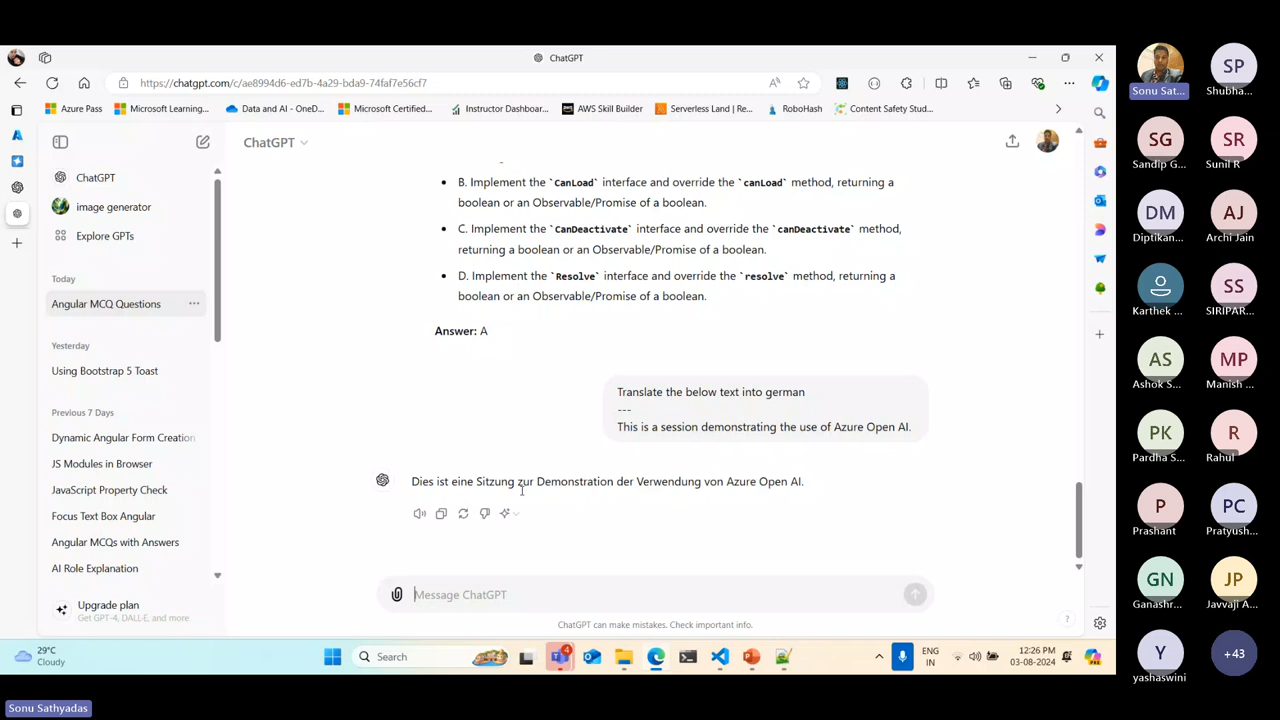 ChatGPT
https://chatgpt.com/c/ae8994d6-ed7b-4a29-bda9-74faf7e56cf7
Azure Pass
Microsoft Learning...
Data and AI - OneD...
Microsoft Certified...
Instructor Dashboar...
AWS Skill Builder
Serverless Land | Re...
RoboHash
Content Safety Stud...
ChatGPT
image generator
Explore GPTs
Today
Angular MCQ Questions
Yesterday
Using Bootstrap 5 Toast
Previous 7 Days
Dynamic Angular Form Creation
JS Modules in Browser
JavaScript Property Check
Focus Text Box Angular
Angular MCQs with Answers
AI Role Explanation
Upgrade plan
Get GPT-4, DALL·E, and more
ChatGPT
B. Implement the `CanLoad` interface and override the `canLoad` method, returning a
boolean or an Observable/Promise of a boolean.
C. Implement the `CanDeactivate` interface and override the `canDeactivate` method,
returning a boolean or an Observable/Promise of a boolean.
D. Implement the `Resolve` interface and override the `resolve` method, returning a
boolean or an Observable/Promise of a boolean.
Answer: A
Translate the below text into german
---
This is a session demonstrating the use of Azure Open AI.
Dies ist eine Sitzung zur Demonstration der Verwendung von Azure Open AI.
Message ChatGPT
ChatGPT can make mistakes. Check important info.
?
29°C
Cloudy
Search
4
ENG
IN
12:26 PM
03-08-2024
Sonu Sat...
SP
Shubha...
SG
Sandip G...
SR
Sunil R
DM
Diptikan...
AJ
Archi Jain
Karthek ...
SS
SIRIPAR...
AS
Ashok S...
MP
Manish ...
PK
Pardha S...
R
Rahul
P
Prashant
PC
Pratyush...
GN
Ganashr...
JP
Javvaji A...
Y
yashaswini
+43
Sonu Sathyadas